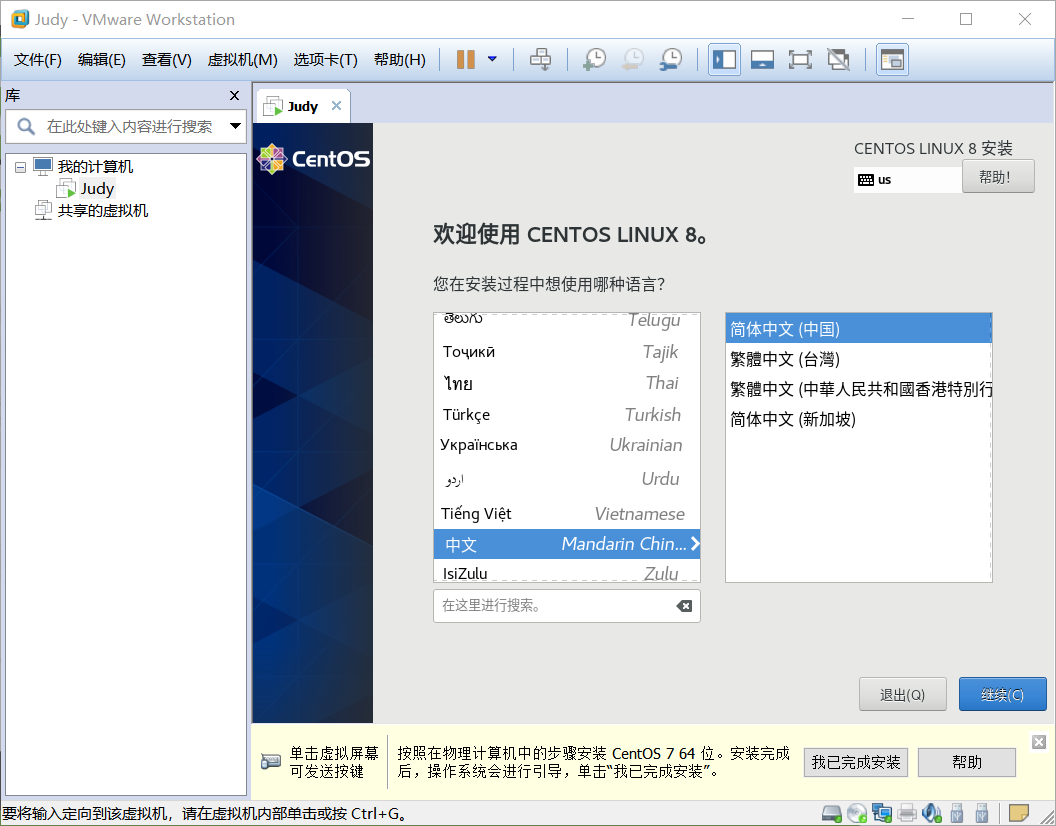 Judy - VMware Workstation
文件(F) 编辑(E) 查看(V) 虚拟机(M) 选项卡(T) 帮助(H)
库
在此处键入内容进行搜索
我的计算机
Judy
共享的虚拟机
Judy
CentOS
CENTOS LINUX 8 安装
us
帮助!
欢迎使用 CENTOS LINUX 8。
您在安装过程中想使用哪种语言?
తెలుగు Telugu
Тоҷикӣ Tajik
ไทย Thai
Türkçe Turkish
Українська Ukrainian
اردو Urdu
Tiếng Việt Vietnamese
中文 Mandarin Chin...
IsiZulu Zulu
在这里进行搜索。
简体中文 (中国)
繁體中文 (台灣)
繁體中文 (中華人民共和國香港特別行
简体中文 (新加坡)
退出(Q)
继续(C)
单击虚拟屏幕
可发送按键
按照在物理计算机中的步骤安装 CentOS 7 64 位。安装完成
后，操作系统会进行引导，单击“我已完成安装”。
我已完成安装
帮助
要将输入定向到该虚拟机，请在虚拟机内部单击或按 Ctrl+G。